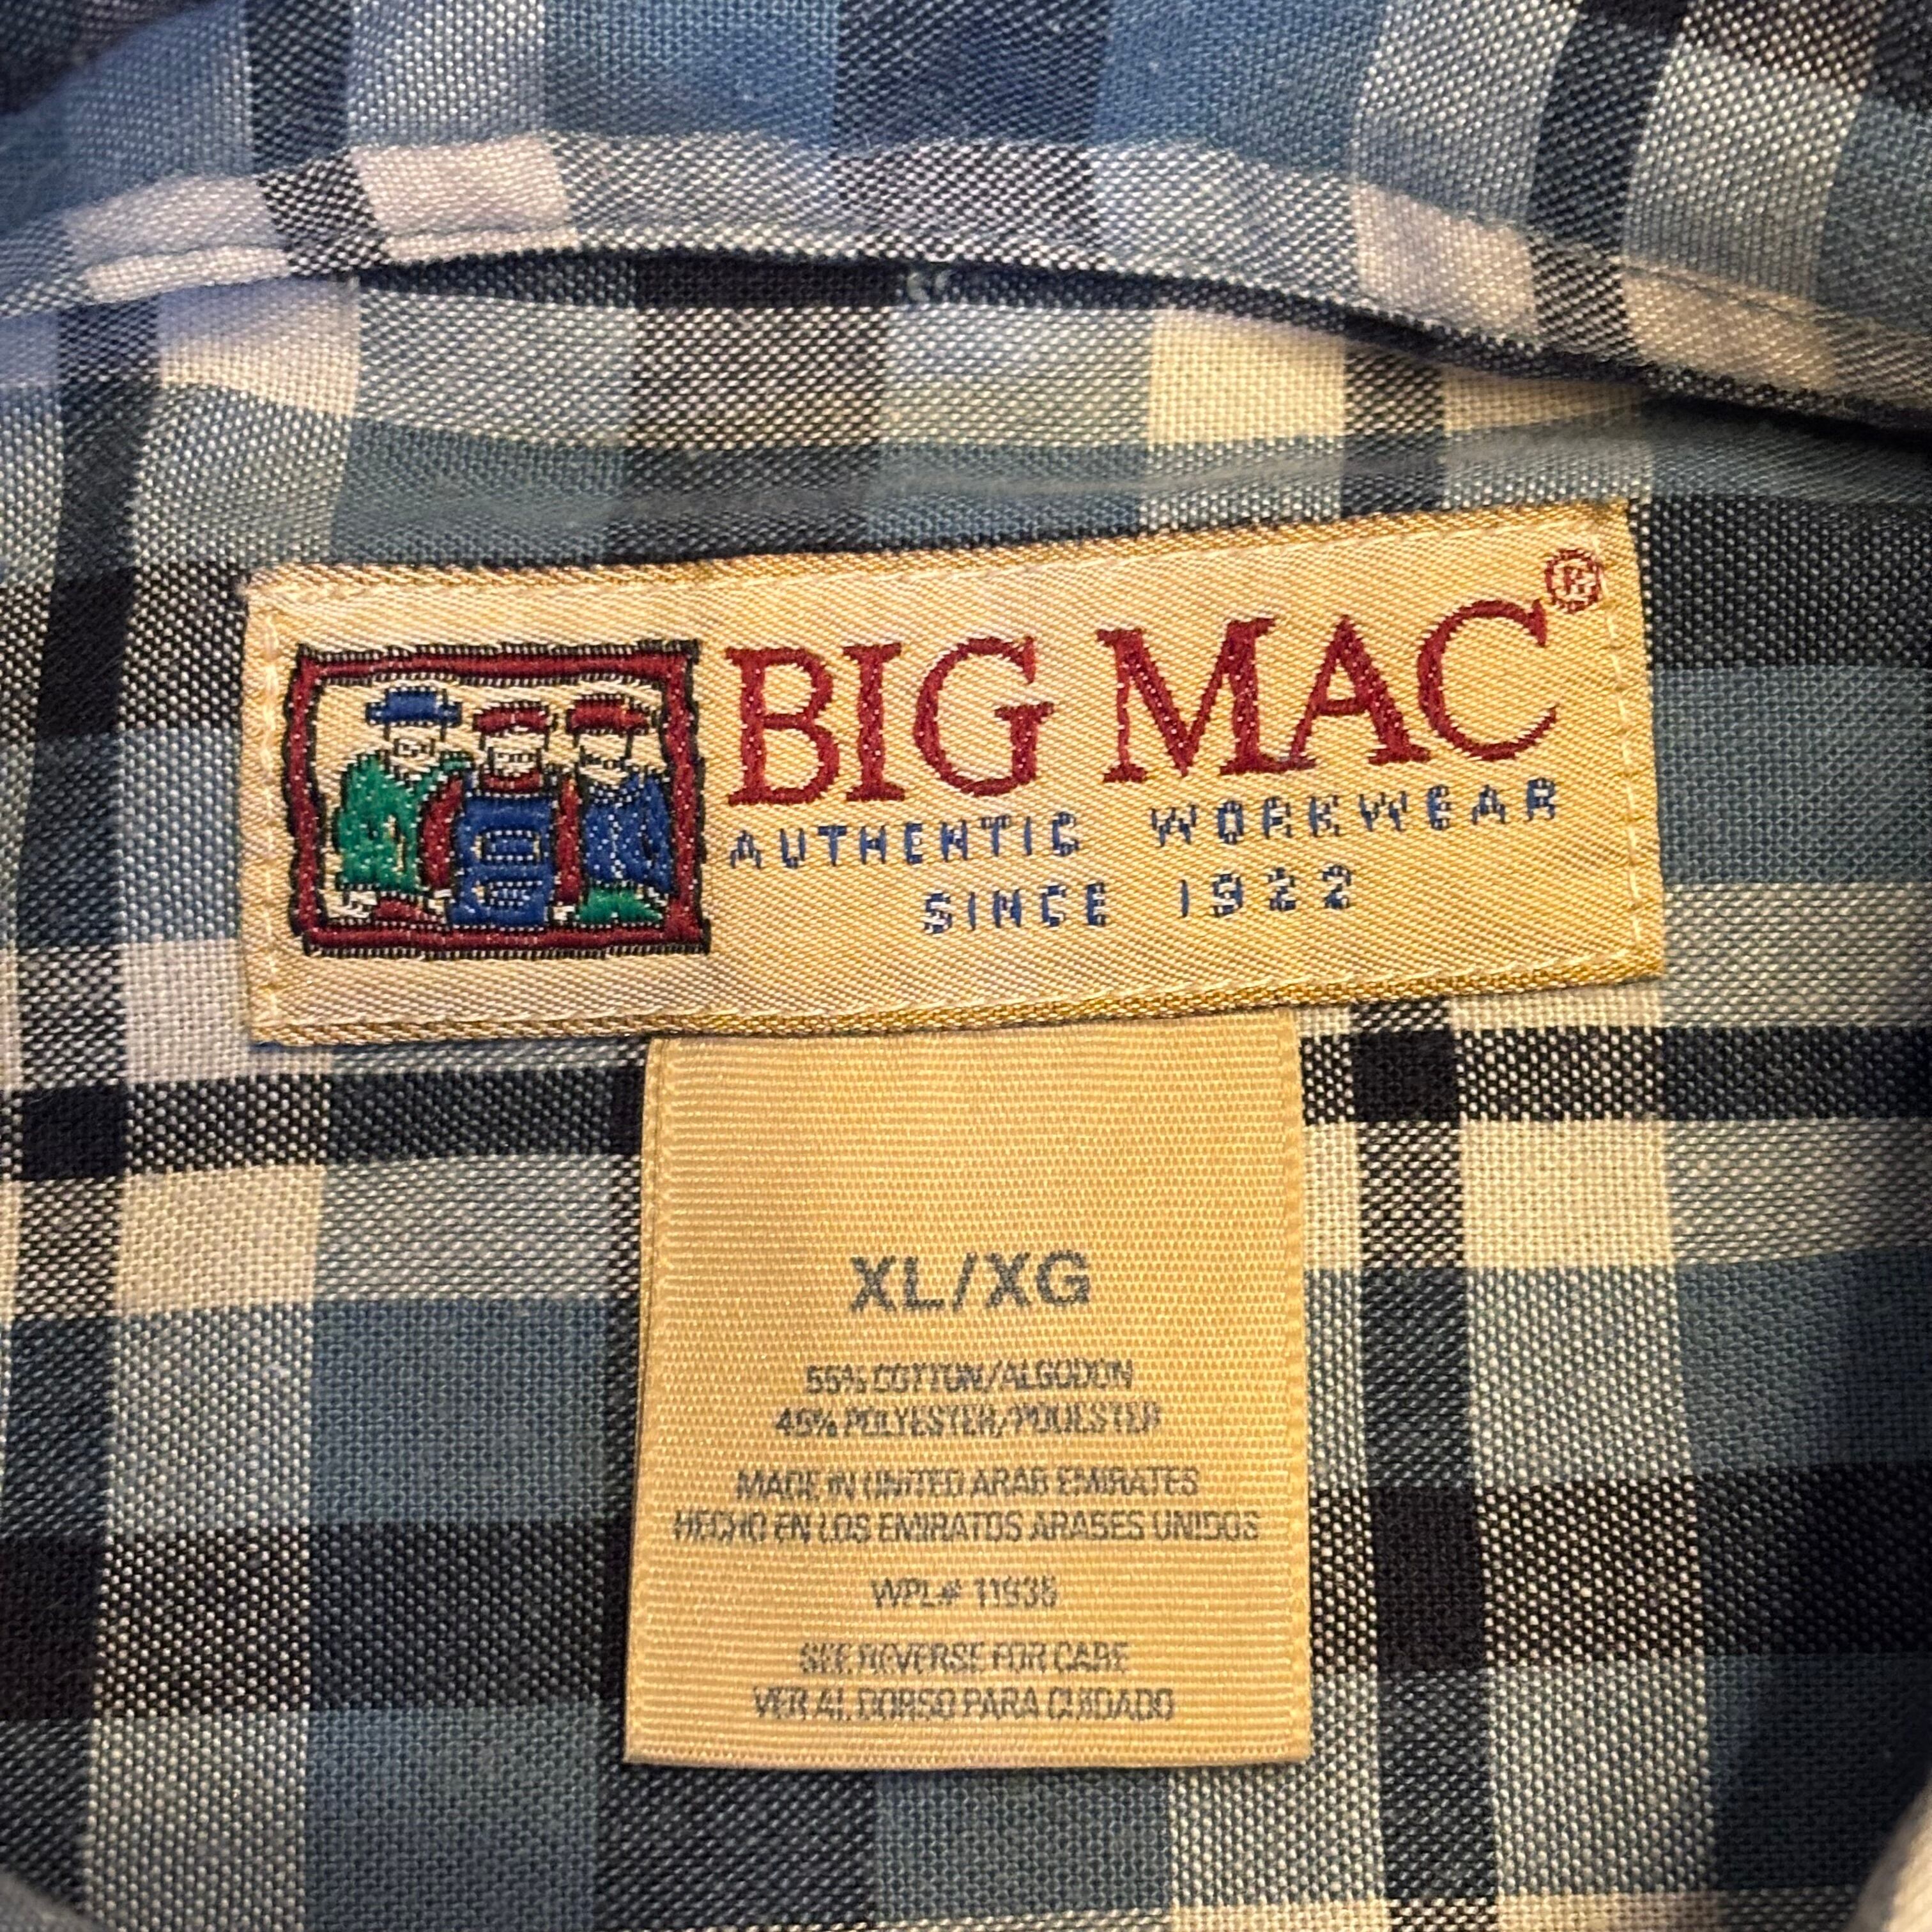 BIG MAC®
AUTHENTIC WORKWEAR
SINCE 1922
XL/XG
55% COTTON/ALGODON
45% POLYESTER/POLIESTER
MADE IN UNITED ARAB EMIRATES
HECHO EN LOS EMIRATOS ARABES UNIDOS
WPL# 11935
SEE REVERSE FOR CARE
VER AL DORSO PARA CUIDADO